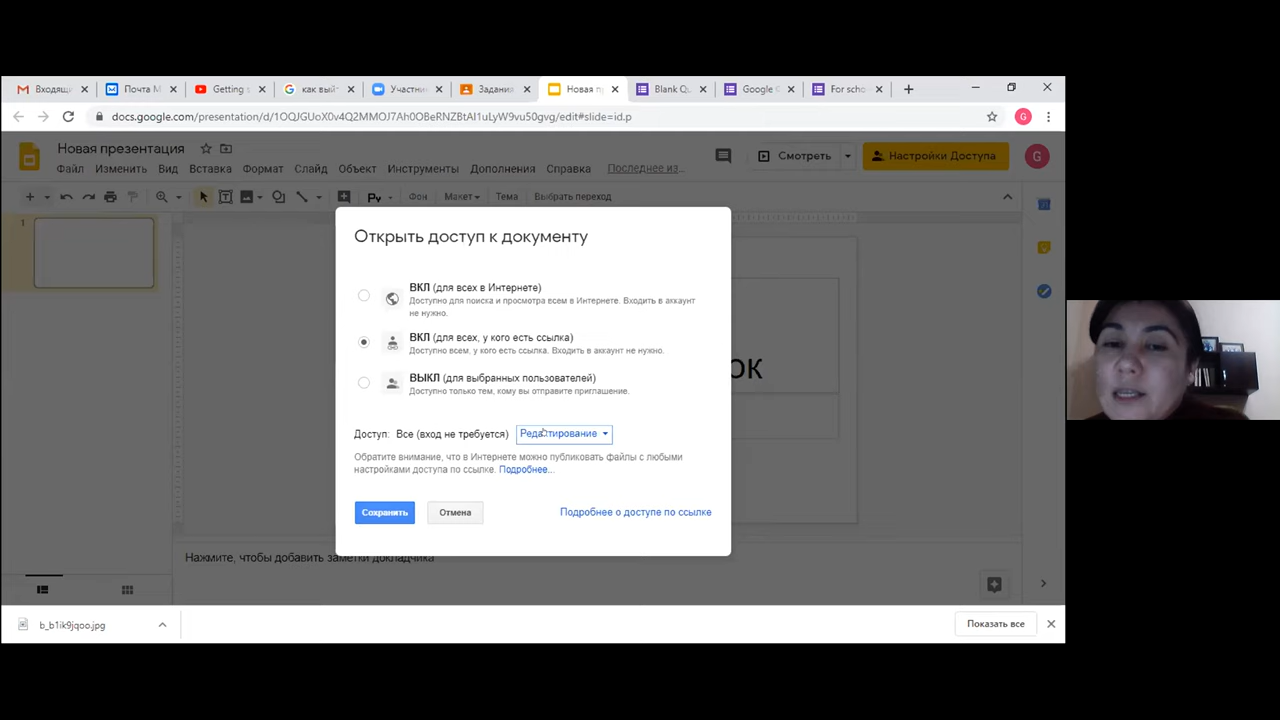 Входящи
Почта М
Getting s
как выйт
Участни
Задания
Новая п
Blank Qu
Google C
For scho
docs.google.com/presentation/d/1OQJGUoX0v4Q2MMOJ7Ah0OBeRNZBtAI1uLyW9vu50gvg/edit#slide=id.p
G
Новая презентация
Смотреть
Настройки Доступа
G
Файл Изменить Вид Вставка Формат Слайд Объект Инструменты Дополнения Справка Последнее из...
Фон Макет Тема Выбрать переход
1
Открыть доступ к документу
ВКЛ (для всех в Интернете)
Доступно для поиска и просмотра всем в Интернете. Входить в аккаунт
не нужно.
ВКЛ (для всех, у кого есть ссылка)
Доступно всем, у кого есть ссылка. Входить в аккаунт не нужно.
ок
ВЫКЛ (для выбранных пользователей)
Доступно только тем, кому вы отправите приглашение.
Доступ: Все (вход не требуется) Редактирование
Обратите внимание, что в Интернете можно публиковать файлы с любыми
настройками доступа по ссылке. Подробнее...
Сохранить Отмена Подробнее о доступе по ссылке
Нажмите, чтобы добавить заметки докладчика
b_b1ik9jqoo.jpg
Показать все